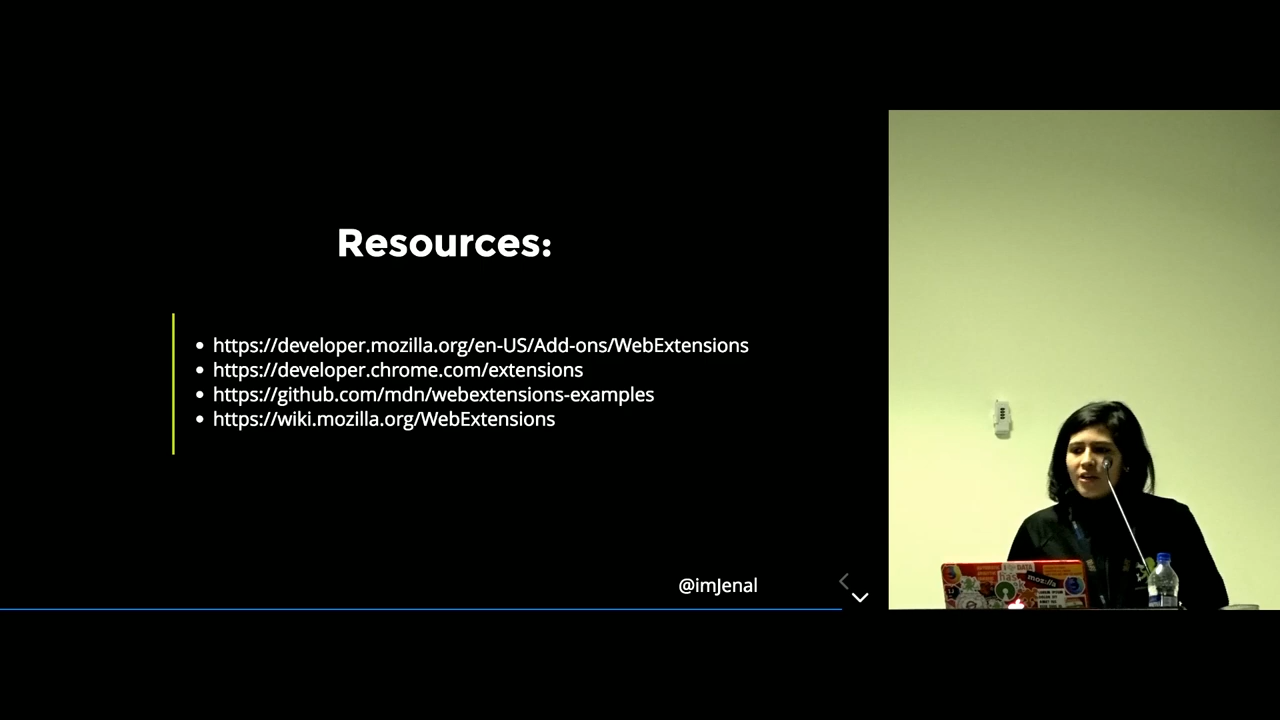 Resources:
https://developer.mozilla.org/en-US/Add-ons/WebExtensions
https://developer.chrome.com/extensions
https://github.com/mdn/webextensions-examples
https://wiki.mozilla.org/WebExtensions
@imJenal
moz://a